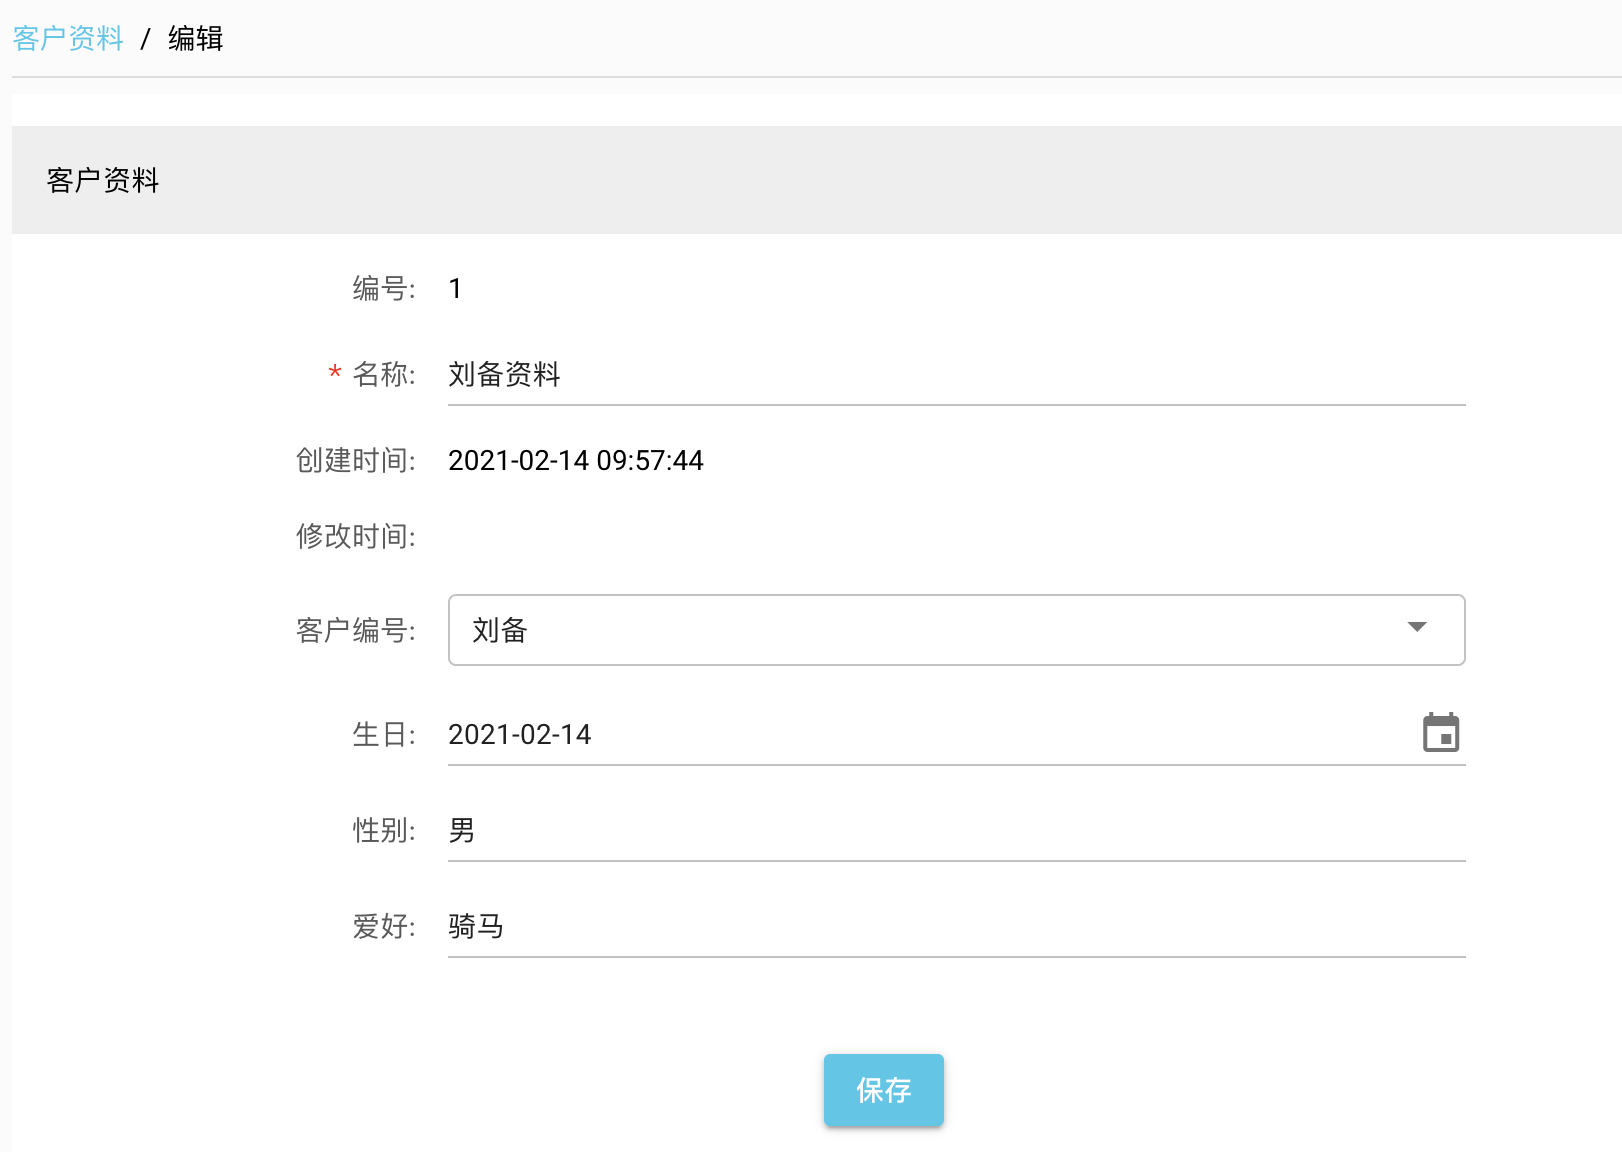 客户资料 / 编辑
客户资料
编号: 1
* 名称: 刘备资料
创建时间: 2021-02-14 09:57:44
修改时间:
客户编号: 刘备
生日: 2021-02-14
性别: 男
爱好: 骑马
保存